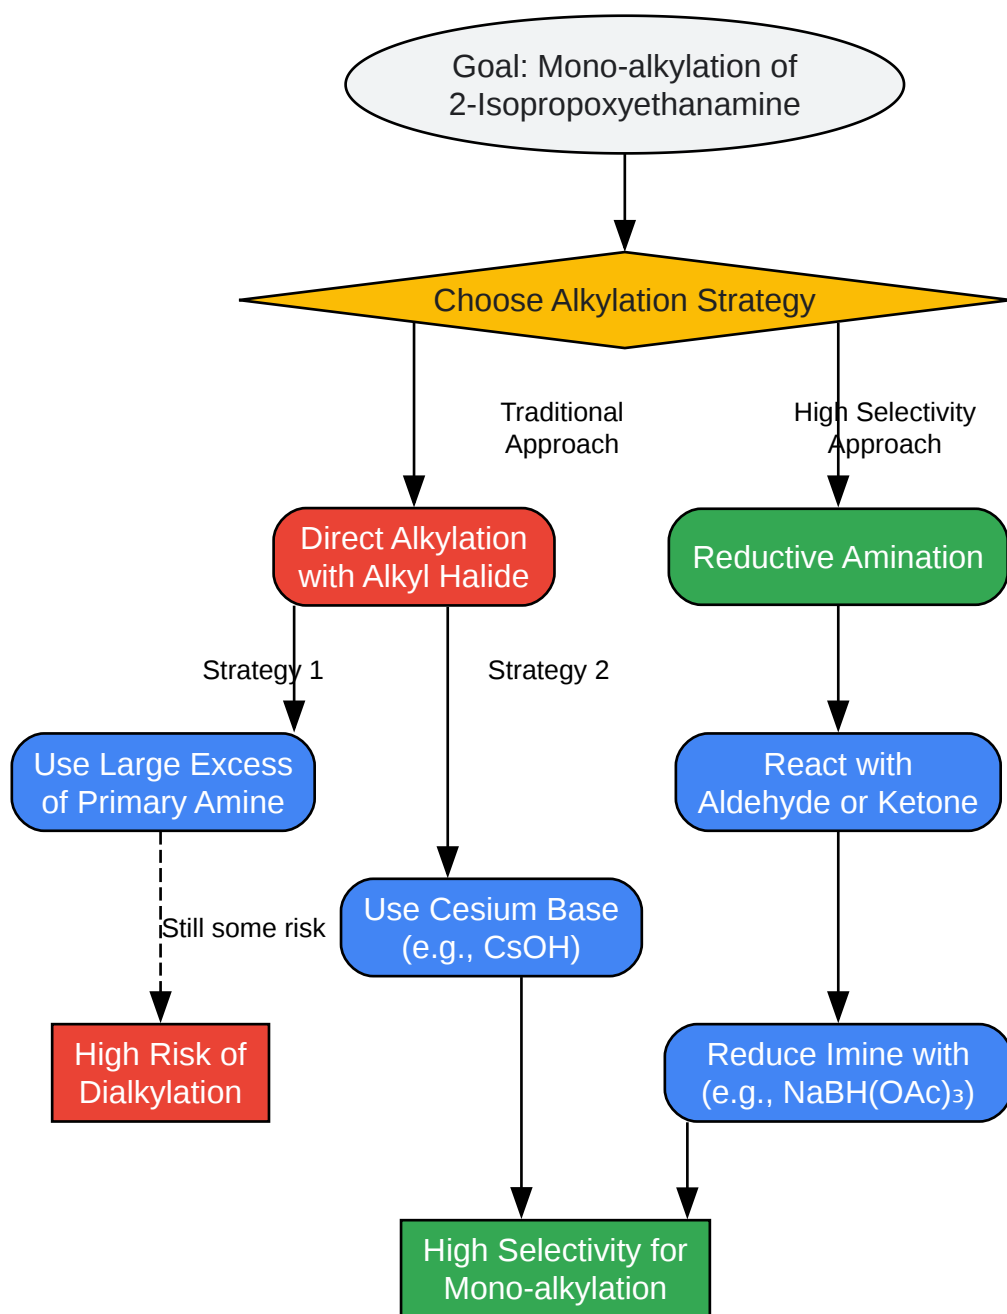 Goal: Mono-alkylation of
2-Isopropoxyethanamine
Choose Alkylation Strategy
Traditional
Approach
High Selectivity
Approach
Direct Alkylation
with Alkyl Halide
Reductive Amination
Strategy 1
Strategy 2
Use Large Excess
of Primary Amine
React with
Aldehyde or Ketone
Use Cesium Base
(e.g., CsOH)
Still some risk
High Risk of
Dialkylation
Reduce Imine with
(e.g., NaBH(OAc)₃)
High Selectivity for
Mono-alkylation